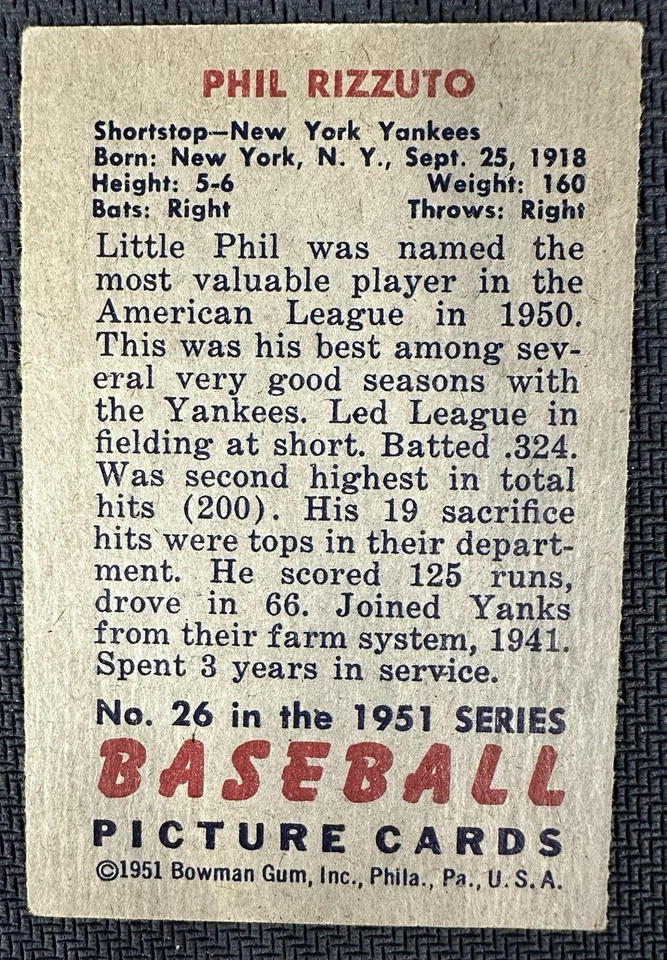 PHIL RIZZUTO
Shortstop—New York Yankees
Born: New York, N. Y., Sept. 25, 1918
Height: 5-6 Weight: 160
Bats: Right Throws: Right
Little Phil was named the
most valuable player in the
American League in 1950.
This was his best among sev-
eral very good seasons with
the Yankees. Led League in
fielding at short. Batted .324.
Was second highest in total
hits (200). His 19 sacrifice
hits were tops in their depart-
ment. He scored 125 runs,
drove in 66. Joined Yanks
from their farm system, 1941.
Spent 3 years in service.
No. 26 in the 1951 SERIES
BASEBALL
PICTURE CARDS
©1951 Bowman Gum, Inc., Phila., Pa., U. S. A.